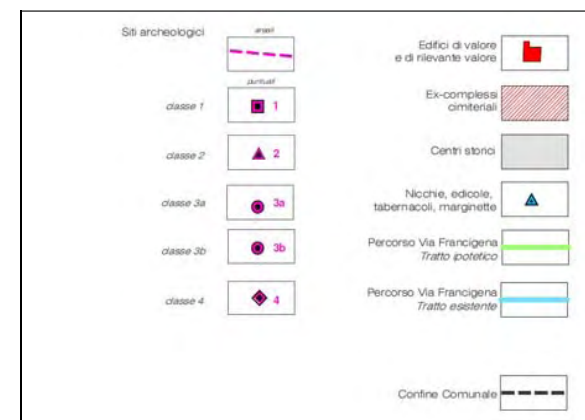 Siti archeologici
areali
puntuali
classe 1
1
classe 2
2
classe 3a
3a
classe 3b
3b
classe 4
4
Edifici di valore
e di rilevante valore
Ex-complessi
cimiteriali
Centri storici
Nicchie, edicole,
tabernacoli, marginette
Percorso Via Francigena
Tratto ipotetico
Percorso Via Francigena
Tratto esistente
Confine Comunale